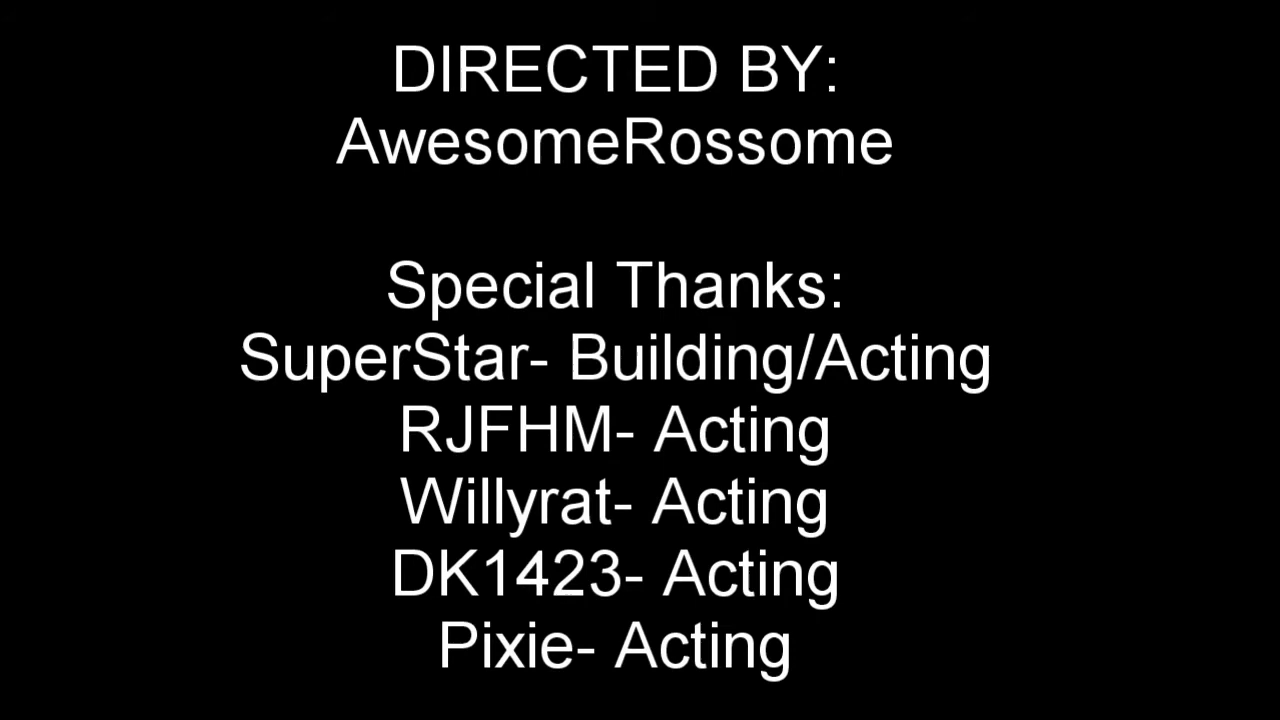 DIRECTED BY:
AwesomeRossome
Special Thanks:
SuperStar- Building/Acting
RJFHM- Acting
Willyrat- Acting
DK1423- Acting
Pixie- Acting